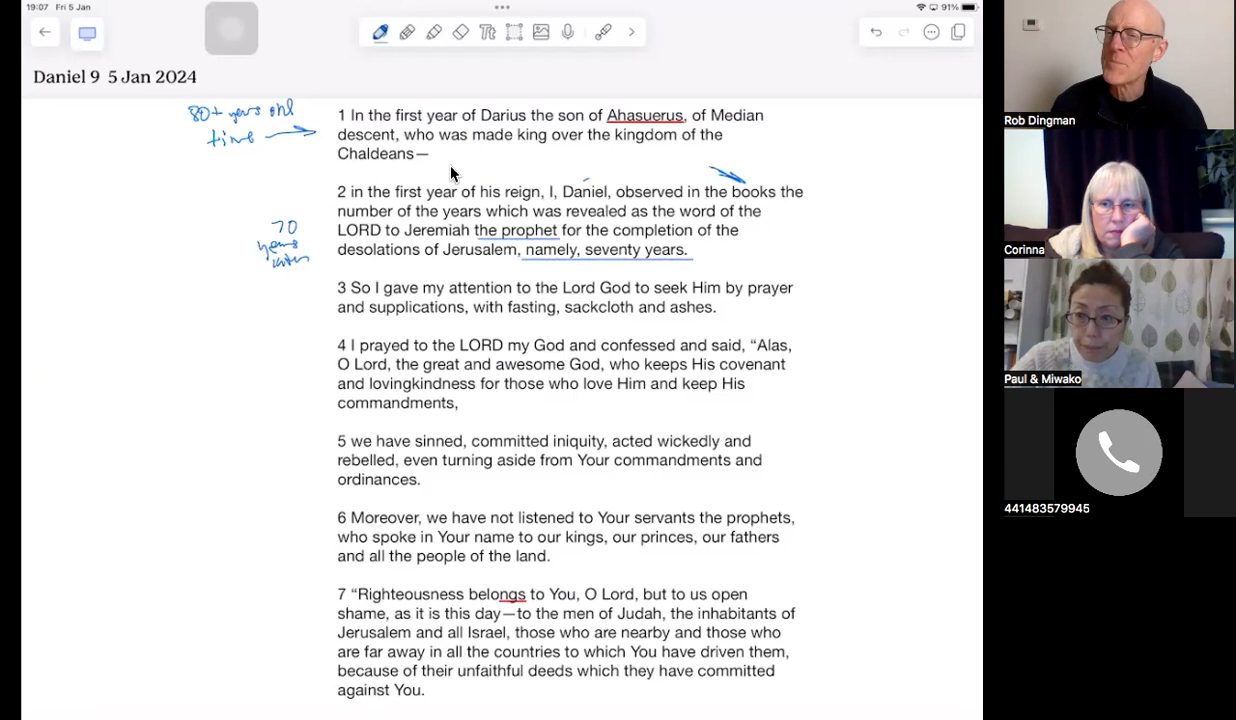 19:07 Fri 5 Jan
91%
Tt
Daniel 9 5 Jan 2024
80+ years old
time
1 In the first year of Darius the son of Ahasuerus, of Median
descent, who was made king over the kingdom of the
Chaldeans—
2 in the first year of his reign, I, Daniel, observed in the books the
number of the years which was revealed as the word of the
LORD to Jeremiah the prophet for the completion of the
desolations of Jerusalem, namely, seventy years.
70
years
3 So I gave my attention to the Lord God to seek Him by prayer
and supplications, with fasting, sackcloth and ashes.
4 I prayed to the LORD my God and confessed and said, “Alas,
O Lord, the great and awesome God, who keeps His covenant
and lovingkindness for those who love Him and keep His
commandments,
5 we have sinned, committed iniquity, acted wickedly and
rebelled, even turning aside from Your commandments and
ordinances.
6 Moreover, we have not listened to Your servants the prophets,
who spoke in Your name to our kings, our princes, our fathers
and all the people of the land.
7 “Righteousness belongs to You, O Lord, but to us open
shame, as it is this day—to the men of Judah, the inhabitants of
Jerusalem and all Israel, those who are nearby and those who
are far away in all the countries to which You have driven them,
because of their unfaithful deeds which they have committed
against You.
Rob Dingman
Corinna
Paul & Miwako
441483579945